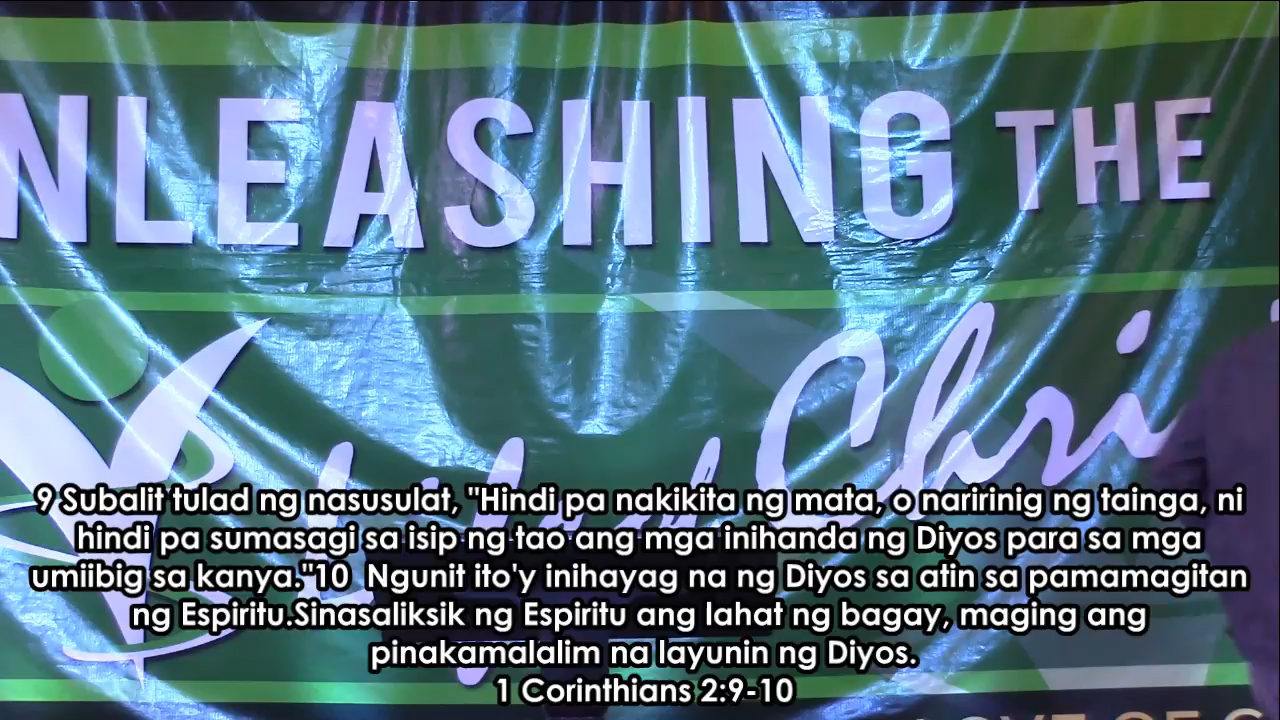 NLEASHING THE
Chri
9 Subalit tulad ng nasusulat, "Hindi pa nakikita ng mata, o naririnig ng tainga, ni
hindi pa sumasagi sa isip ng tao ang mga inihanda ng Diyos para sa mga
umiibig sa kanya."10 Ngunit ito'y inihayag na ng Diyos sa atin sa pamamagitan
ng Espiritu.Sinasaliksik ng Espiritu ang lahat ng bagay, maging ang
pinakamalalim na layunin ng Diyos.
1 Corinthians 2:9-10